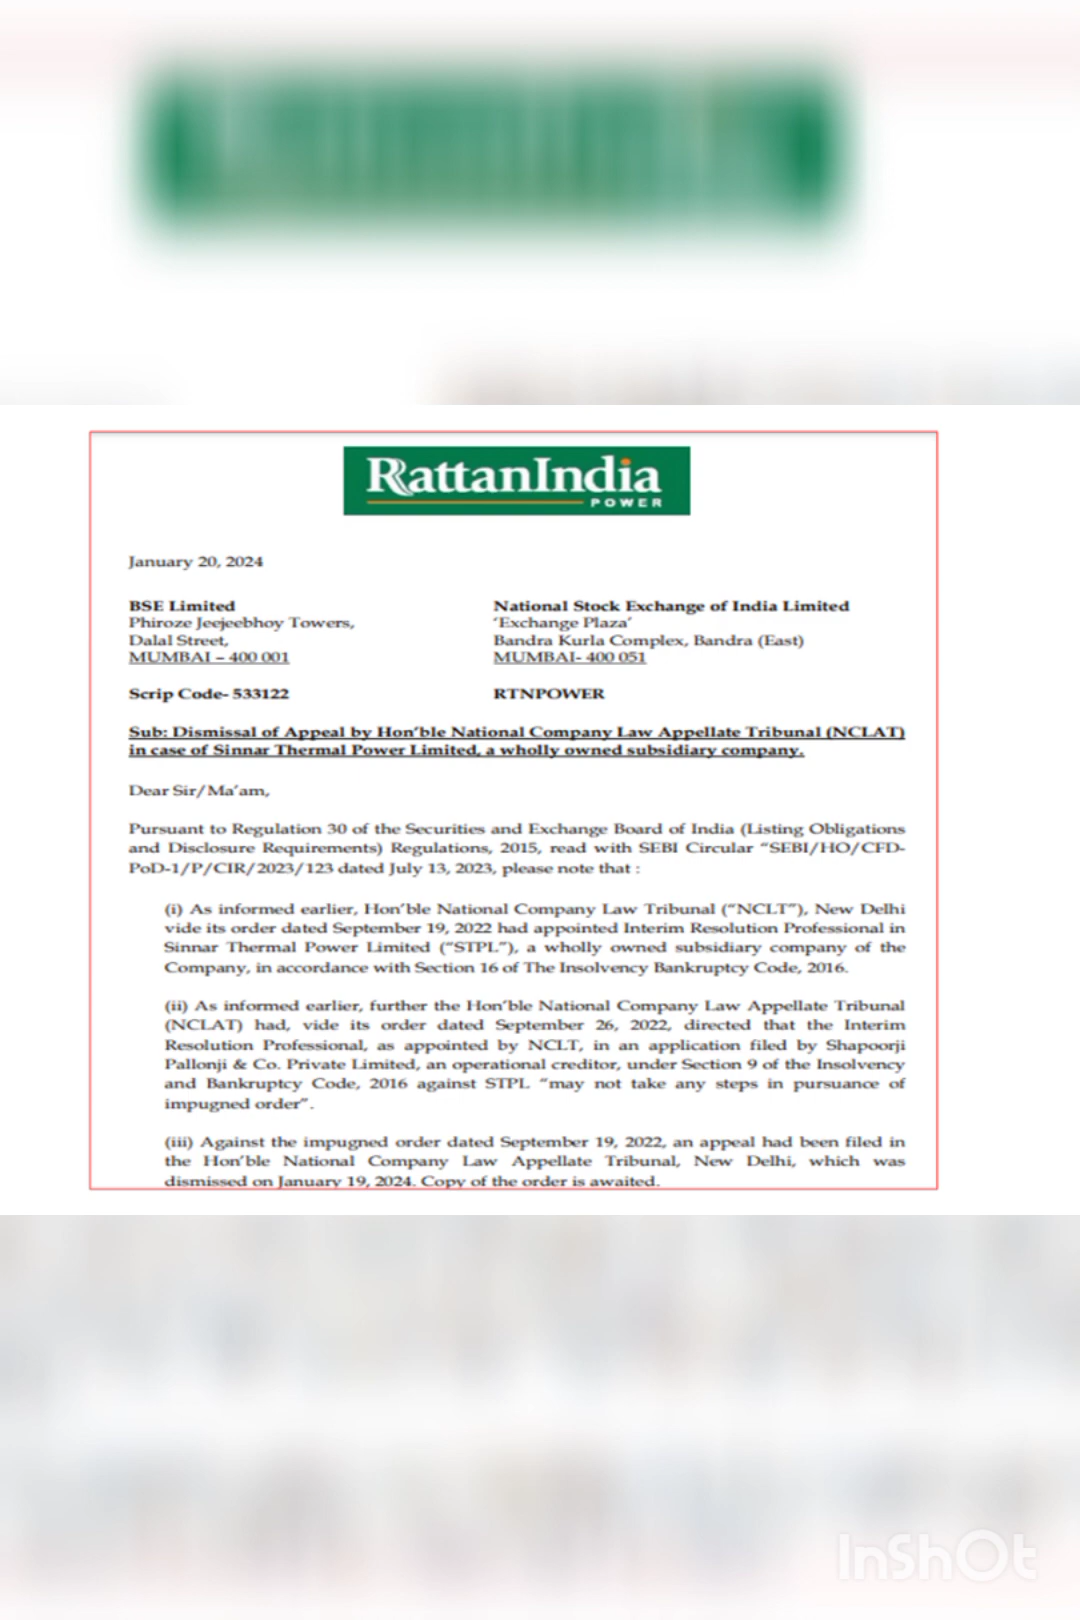 RattanIndia
POWER
January 20, 2024
BSE Limited
Phiroze Jeejeebhoy Towers,
Dalal Street,
MUMBAI – 400 001
National Stock Exchange of India Limited
‘Exchange Plaza’
Bandra Kurla Complex, Bandra (East)
MUMBAI- 400 051
Scrip Code- 533122
RTNPOWER
Sub: Dismissal of Appeal by Hon’ble National Company Law Appellate Tribunal (NCLAT)
in case of Sinnar Thermal Power Limited, a wholly owned subsidiary company.
Dear Sir/Ma’am,
Pursuant to Regulation 30 of the Securities and Exchange Board of India (Listing Obligations
and Disclosure Requirements) Regulations, 2015, read with SEBI Circular “SEBI/HO/CFD-
PoD-1/P/CIR/2023/123 dated July 13, 2023, please note that :
(i) As informed earlier, Hon’ble National Company Law Tribunal (“NCLT”), New Delhi
vide its order dated September 19, 2022 had appointed Interim Resolution Professional in
Sinnar Thermal Power Limited (“STPL”), a wholly owned subsidiary company of the
Company, in accordance with Section 16 of The Insolvency Bankruptcy Code, 2016.
(ii) As informed earlier, further the Hon’ble National Company Law Appellate Tribunal
(NCLAT) had, vide its order dated September 26, 2022, directed that the Interim
Resolution Professional, as appointed by NCLT, in an application filed by Shapoorji
Pallonji & Co. Private Limited, an operational creditor, under Section 9 of the Insolvency
and Bankruptcy Code, 2016 against STPL “may not take any steps in pursuance of
impugned order”.
(iii) Against the impugned order dated September 19, 2022, an appeal had been filed in
the Hon’ble National Company Law Appellate Tribunal, New Delhi, which was
dismissed on January 19, 2024. Copy of the order is awaited.
InShOt